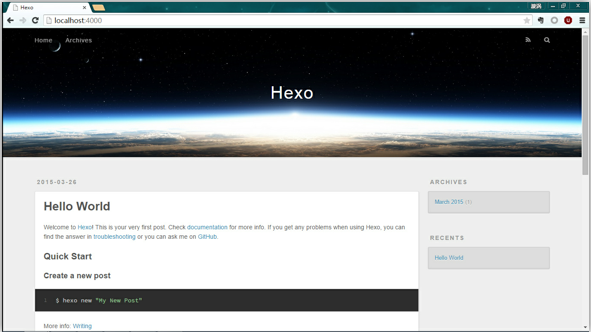 Hexo
localhost:4000
Home Archives
Hexo
2015-03-26
Hello World
Welcome to Hexo! This is your very first post. Check documentation for more info. If you get any problems when using Hexo, you can
find the answer in troubleshooting or you can ask me on GitHub.
Quick Start
Create a new post
1 $ hexo new "My New Post"
More info: Writing
ARCHIVES
March 2015 (1)
RECENTS
Hello World